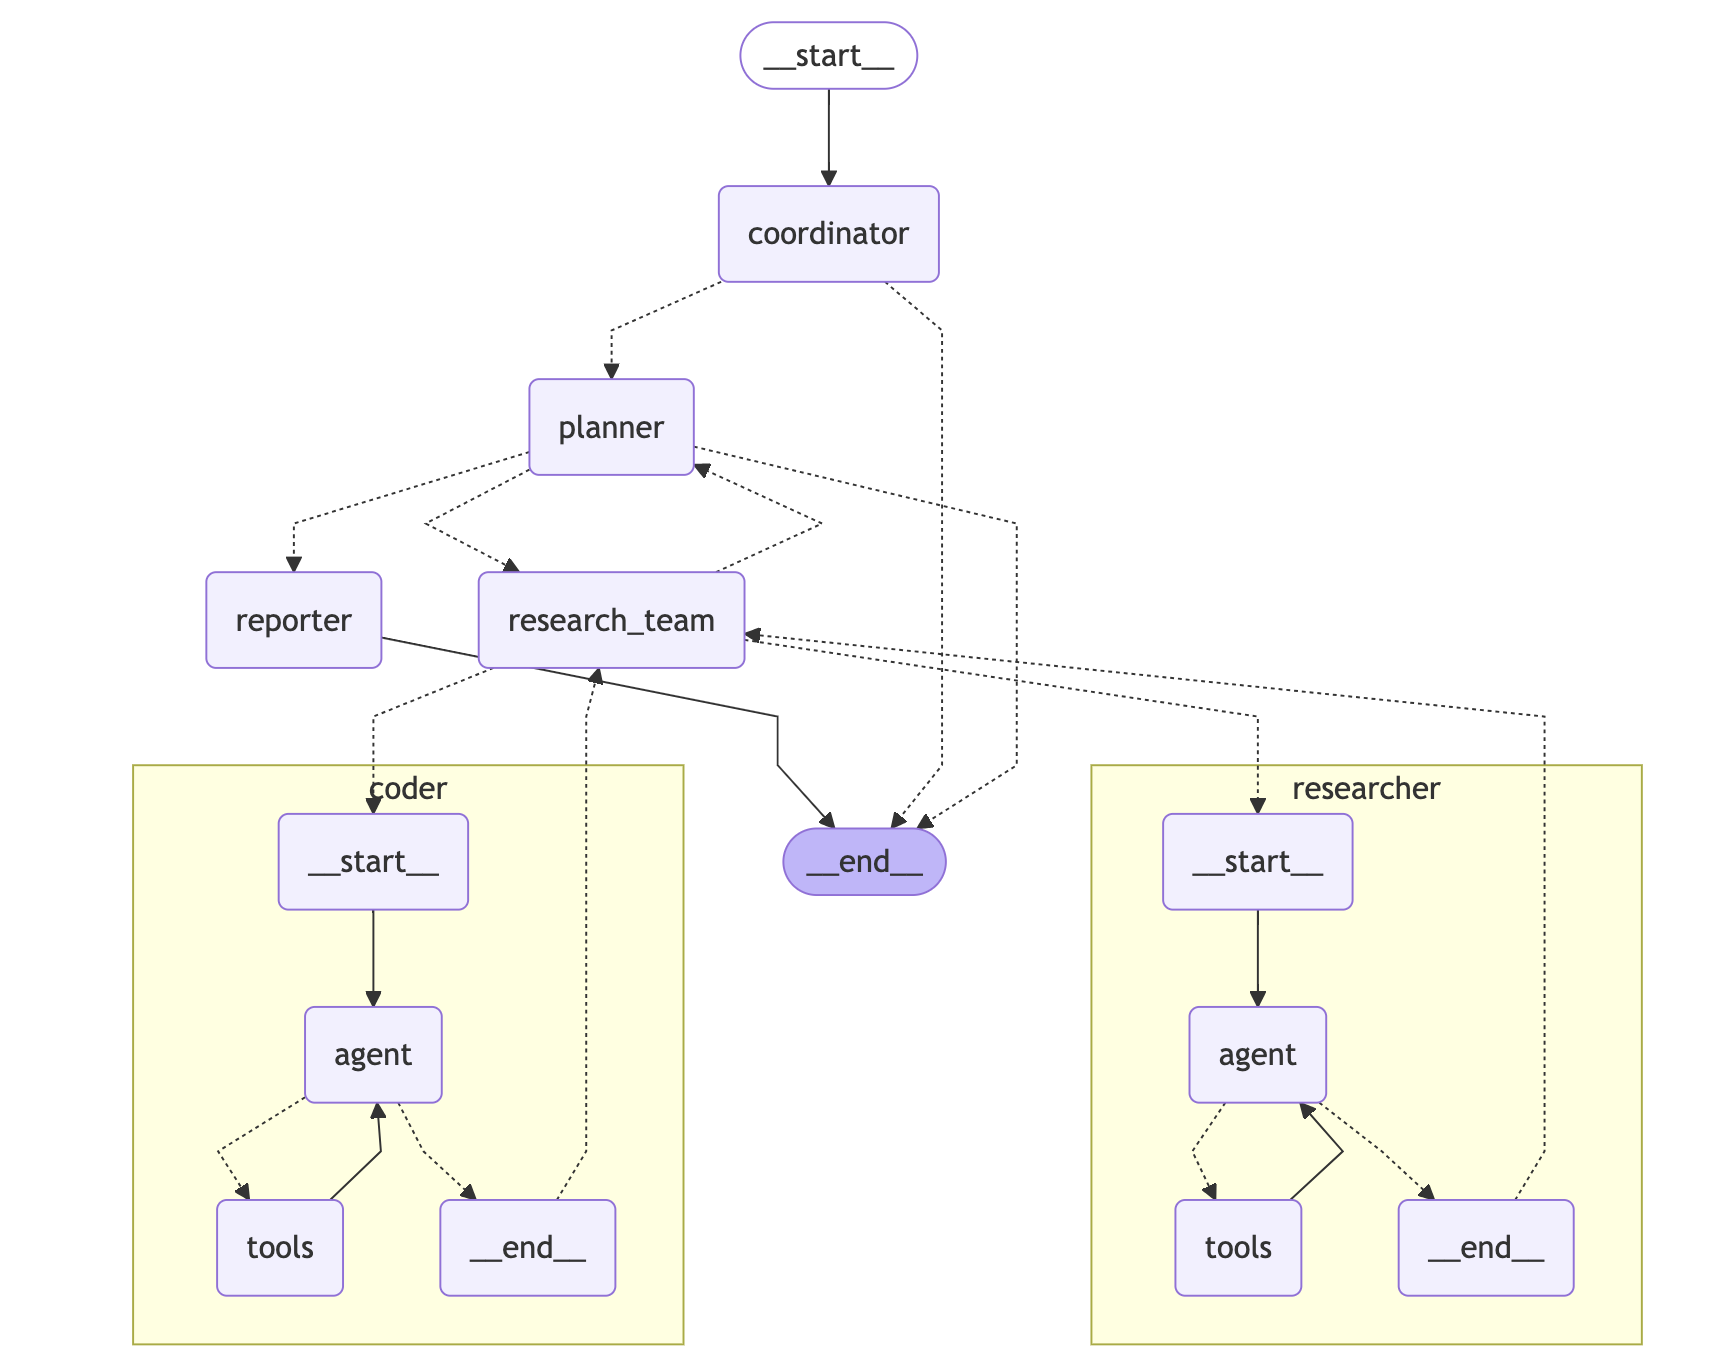 __start__
coordinator
planner
reporter
research_team
coder
researcher
__start__
__end__
__start__
agent
agent
tools
__end__
tools
__end__